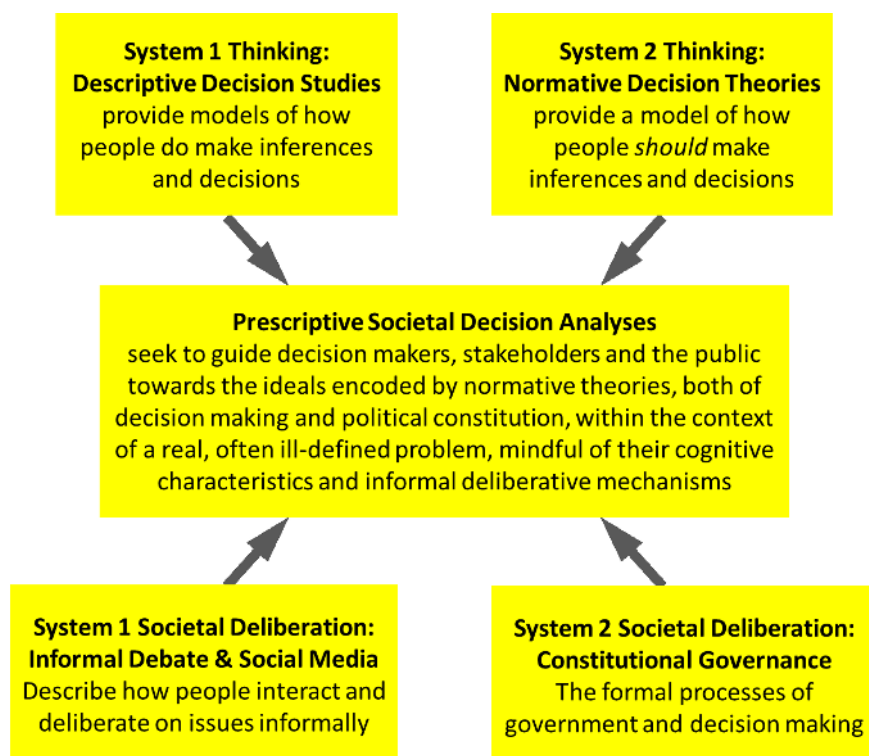 System 1 Thinking:
Descriptive Decision Studies
provide models of how
people do make inferences
and decisions
System 2 Thinking:
Normative Decision Theories
provide a model of how
people should make
inferences and decisions
Prescriptive Societal Decision Analyses
seek to guide decision makers, stakeholders and the public
towards the ideals encoded by normative theories, both of
decision making and political constitution, within the context
of a real, often ill-defined problem, mindful of their cognitive
characteristics and informal deliberative mechanisms
System 1 Societal Deliberation:
Informal Debate & Social Media
Describe how people interact and
deliberate on issues informally
System 2 Societal Deliberation:
Constitutional Governance
The formal processes of
government and decision making